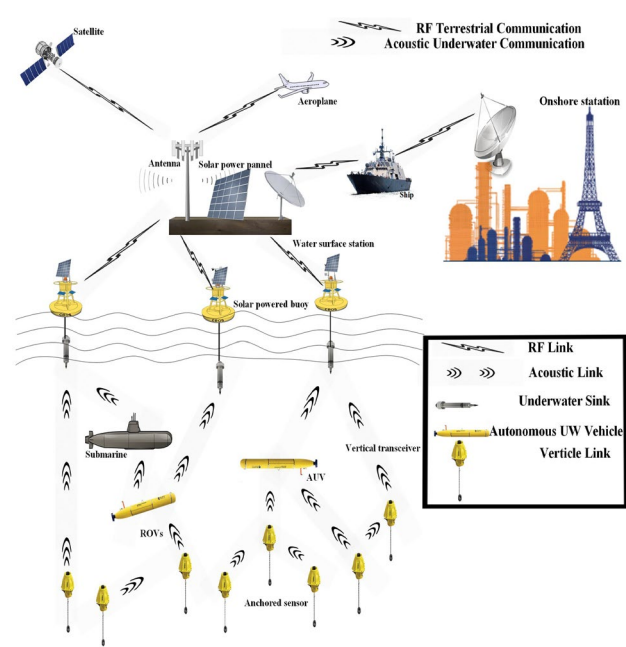 RF Terrestrial Communication
Acoustic Underwater Communication
Satellite
Aeroplane
Onshore statation
Antenna
Solar power pannel
Ship
Water surface station
Solar powered buoy
RF Link
Acoustic Link
Underwater Sink
Autonomous UW Vehicle
Verticle Link
Submarine
Vertical transceiver
AUV
ROVs
Anchored sensor